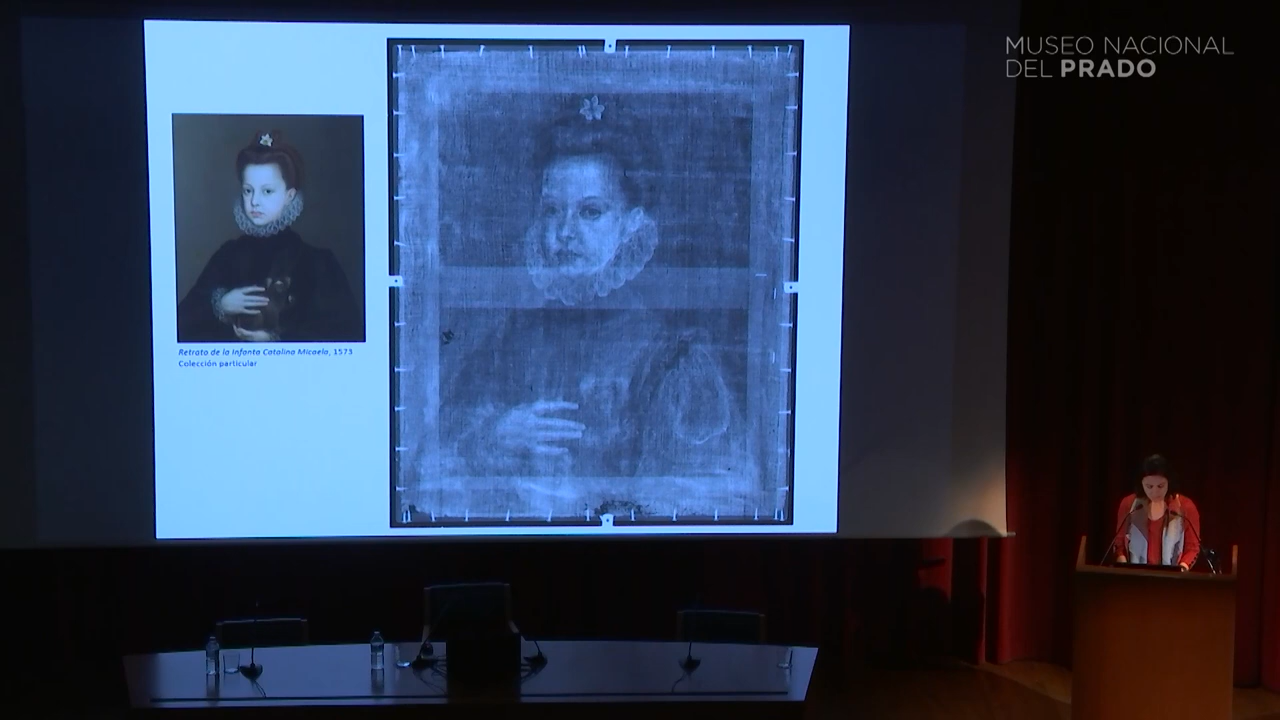 MUSEO NACIONAL
DEL PRADO
Retrato de la Infanta Catalina Micaela, 1573
Colección particular